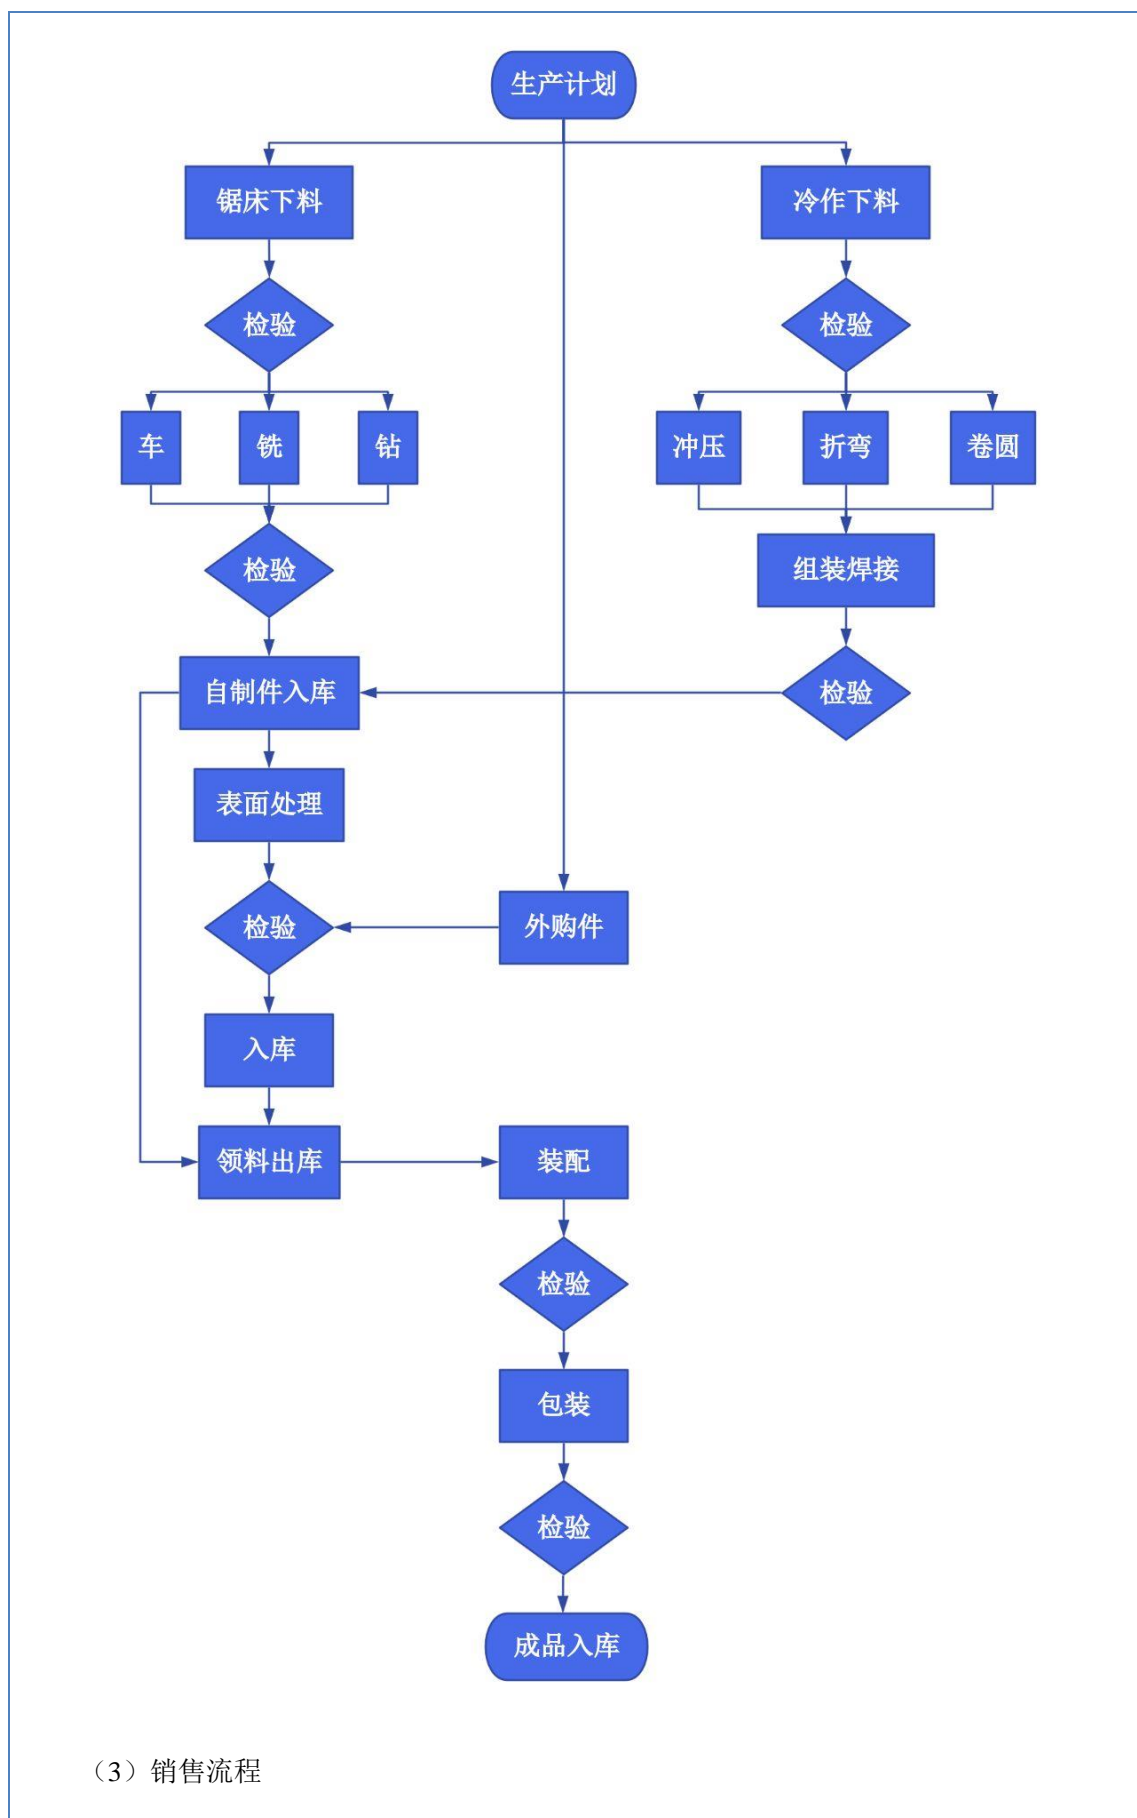 生产计划
锯床下料
冷作下料
检验
检验
车
铣
钻
冲压
折弯
卷圆
检验
组装焊接
自制件入库
检验
表面处理
检验
外购件
入库
领料出库
装配
检验
包装
检验
成品入库
（3）销售流程